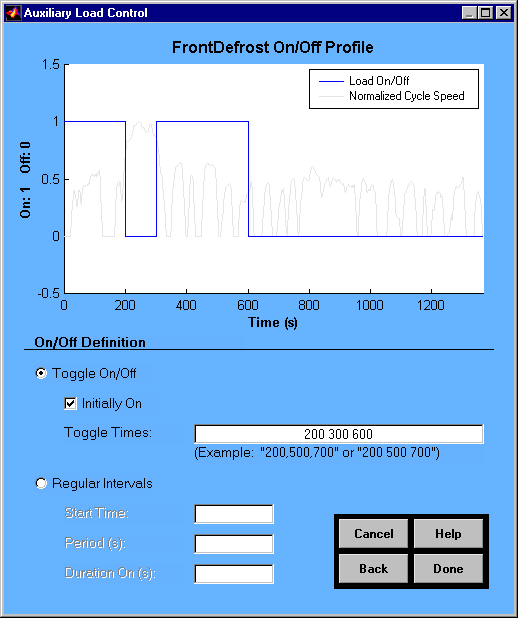 Auxiliary Load Control
FrontDefrost On/Off Profile
1.5
Load On/Off
Normalized Cycle Speed
1
0.5
0
-0.5
On: 1 Off: 0
0 200 400 600 800 1000 1200
Time (s)
On/Off Definition
Toggle On/Off
Initially On
Toggle Times:
200 300 600
(Example: "200,500,700" or "200 500 700")
Regular Intervals
Start Time:
Period (s):
Duration On (s):
Cancel Help
Back Done